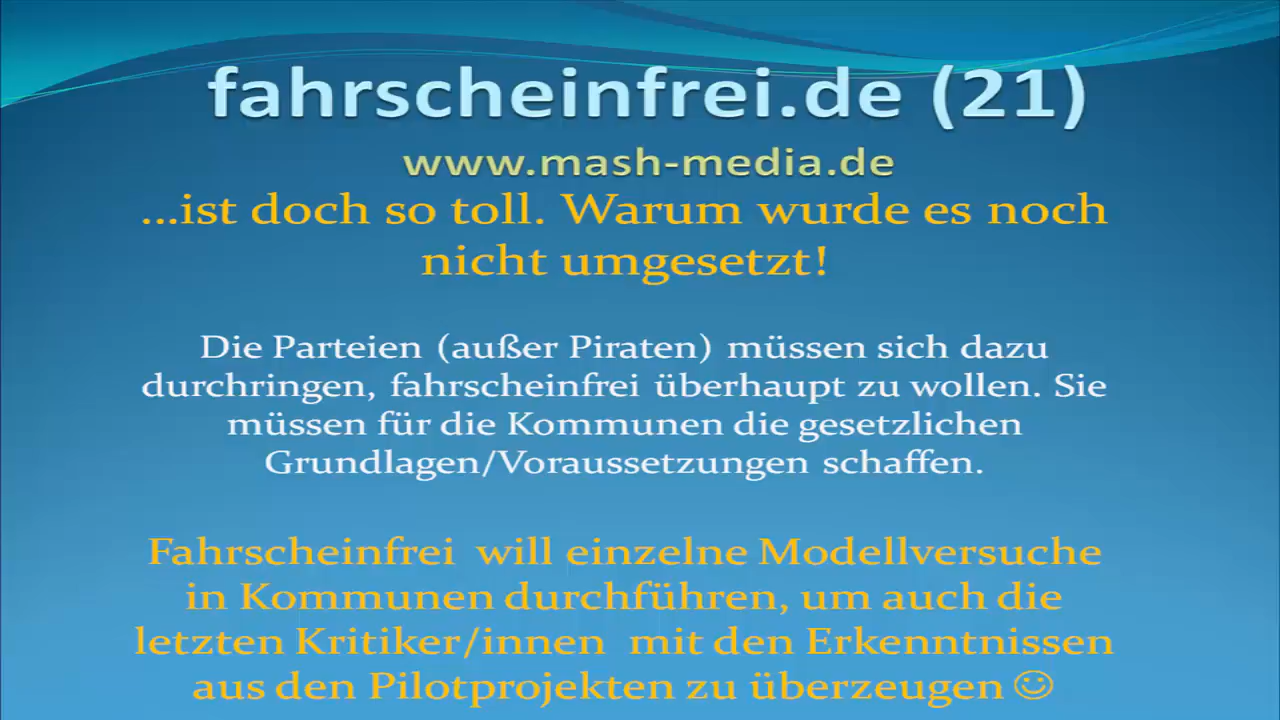 fahrscheinfrei.de (21)
www.mash-media.de
...ist doch so toll. Warum wurde es noch
nicht umgesetzt!
Die Parteien (außer Piraten) müssen sich dazu
durchringen, fahrscheinfrei überhaupt zu wollen. Sie
müssen für die Kommunen die gesetzlichen
Grundlagen/Voraussetzungen schaffen.
Fahrscheinfrei will einzelne Modellversuche
in Kommunen durchführen, um auch die
letzten Kritiker/innen mit den Erkenntnissen
aus den Pilotprojekten zu überzeugen ☺